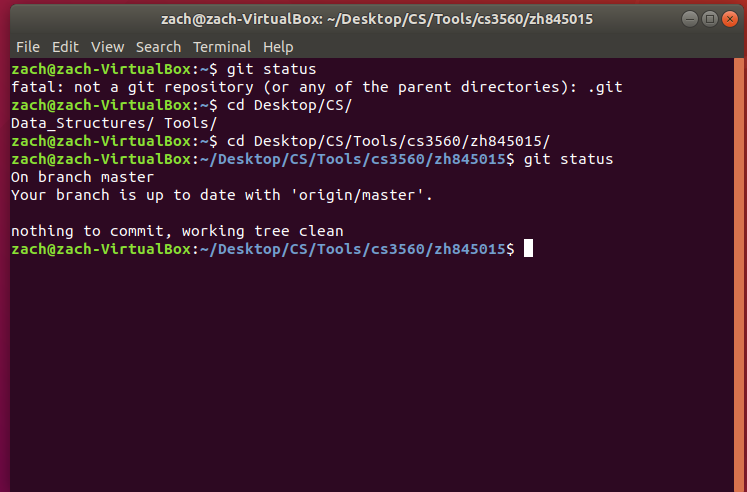 zach@zach-VirtualBox: ~/Desktop/CS/Tools/cs3560/zh845015
File Edit View Search Terminal Help
zach@zach-VirtualBox:~$ git status
fatal: not a git repository (or any of the parent directories): .git
zach@zach-VirtualBox:~$ cd Desktop/CS/
Data_Structures/ Tools/
zach@zach-VirtualBox:~$ cd Desktop/CS/Tools/cs3560/zh845015/
zach@zach-VirtualBox:~/Desktop/CS/Tools/cs3560/zh845015$ git status
On branch master
Your branch is up to date with 'origin/master'.
nothing to commit, working tree clean
zach@zach-VirtualBox:~/Desktop/CS/Tools/cs3560/zh845015$